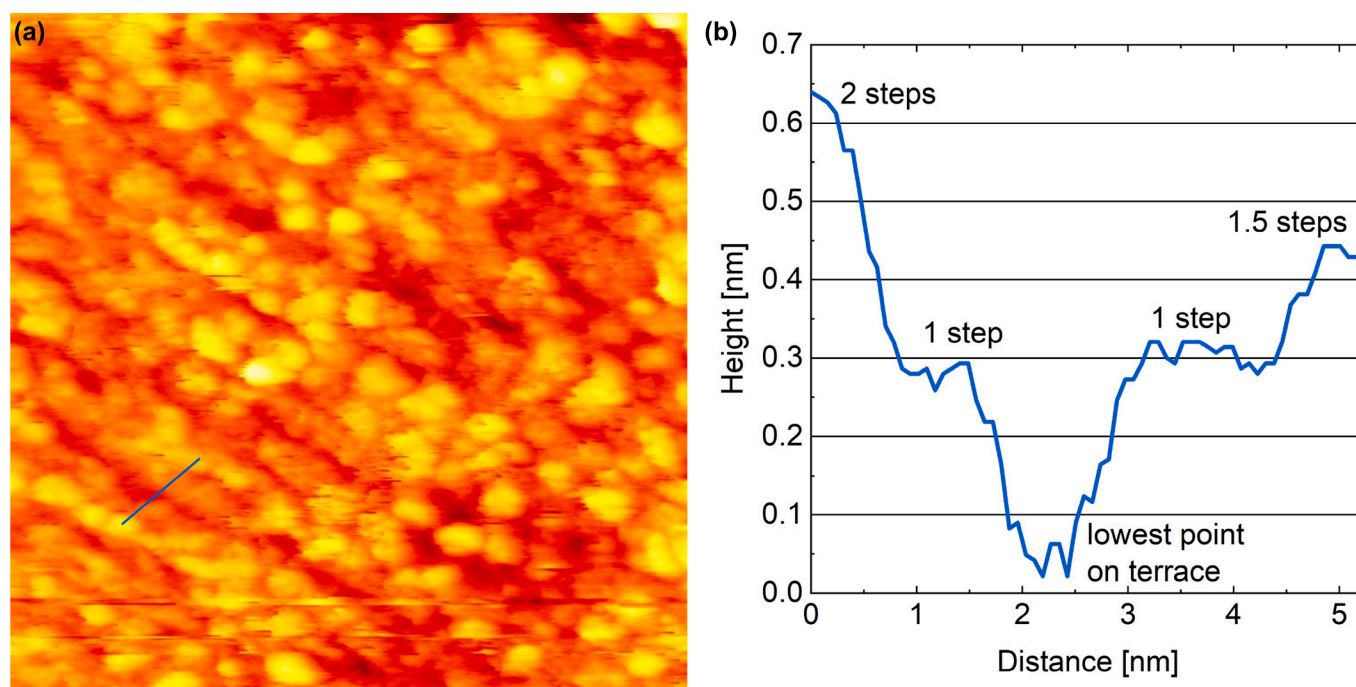 (a)
(b)
0.7
0.6
0.5
0.4
0.3
0.2
0.1
0.0
Height [nm]
2 steps
1 step
1 step
1.5 steps
lowest point
on terrace
0
1
2
3
4
5
Distance [nm]